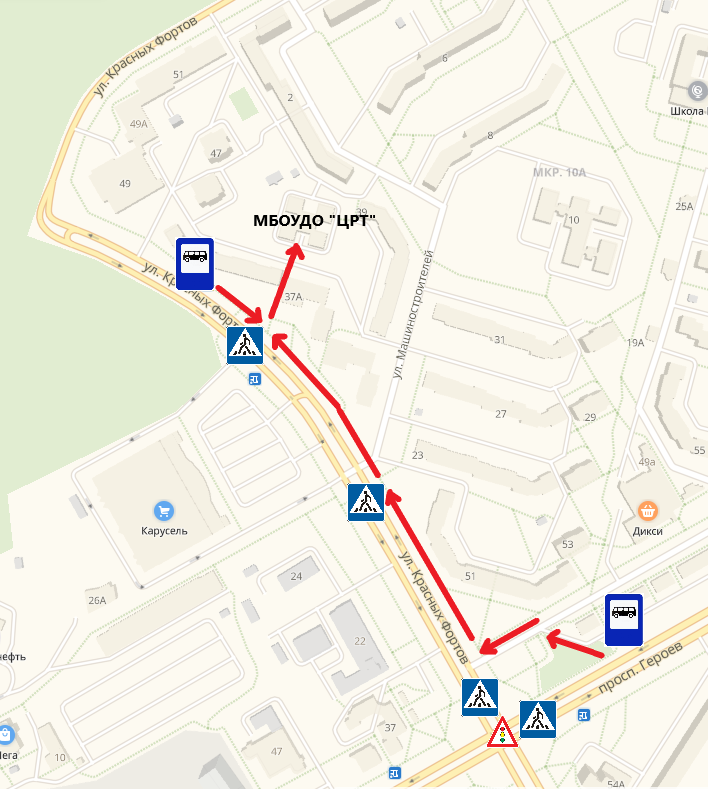 ул. Красных Фортов
51
6
2
Школа
49А
8
47
МКР. 10А
49
25А
39
МБОУДО "ЦРТ"
10
ул. Красных Фортов
37А
ул. Машиностроителей
31
19А
27
29
23
55
49а
Карусель
Дикси
53
ул. Красных Фортов
24
51
26А
22
нефть
просп. Героев
37
47
10
54А